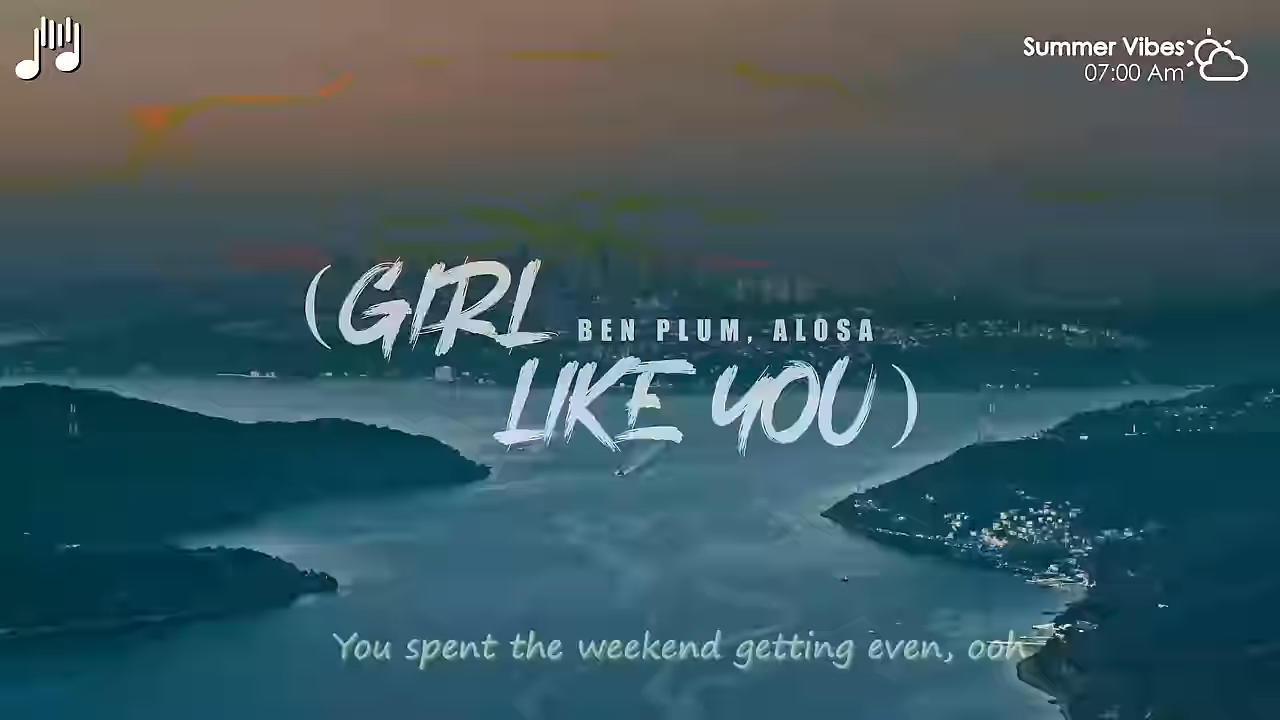 Summer Vibes
07:00 Am
(GIRL
BEN PLUM, ALOSA
LIKE YOU)
You spent the weekend getting even, ooh